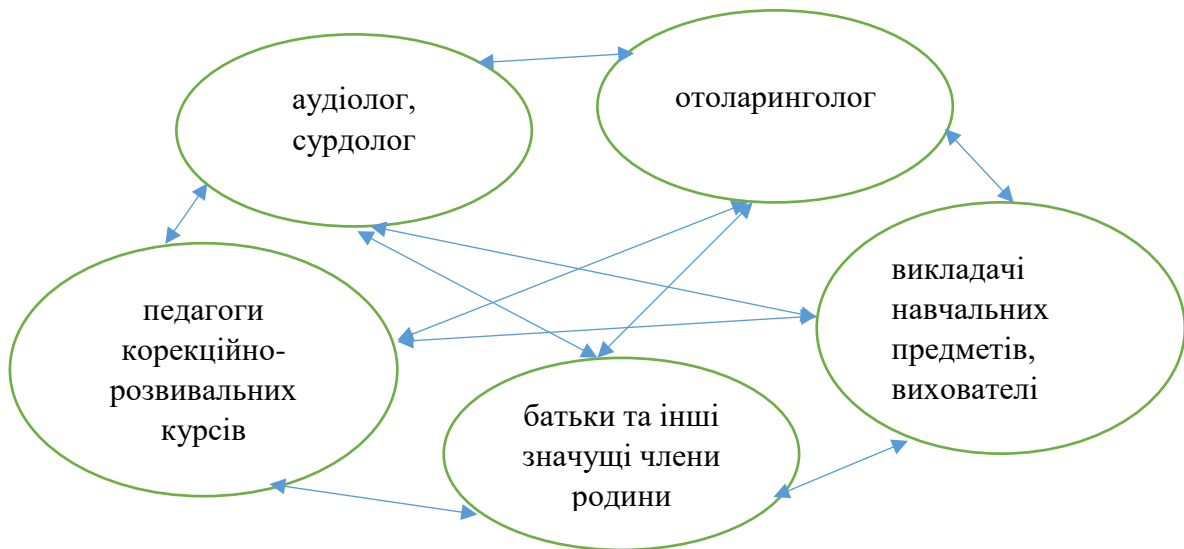 аудіолог,
сурдолог
отоларинголог
педагоги
корекційно-
розвивальних
курсів
викладачі
навчальних
предметів,
вихователі
батьки та інші
значущі члени
родини